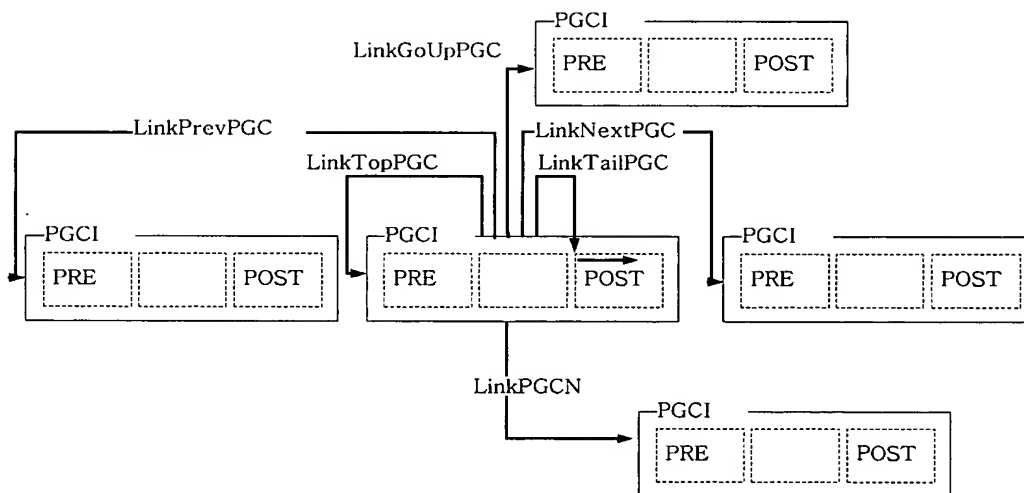 PGCI
LinkGoUpPGC
PRE
POST
LinkPrevPGC
LinkNextPGC
LinkTopPGC
LinkTailPGC
PGCI
PRE
POST
PGCI
PRE
POST
PGCI
PRE
POST
LinkPGCN
PGCI
PRE
POST